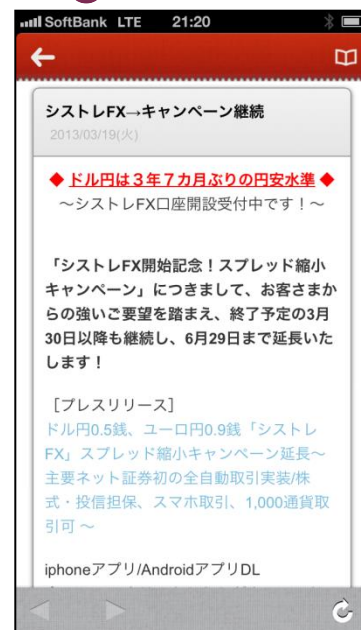 SoftBank LTE 21:20
システレFX→キャンペーン継続
2013/03/19(火)
◆ ドル円は3年7カ月ぶりの円安水準 ◆
～シストレFX口座開設受付中です！～
「シストレFX開始記念！スプレッド縮小
キャンペーン」につきまして、お客さまか
らの強いご要望を踏まえ、終了予定の3月
30日以降も継続し、6月29日まで延長いた
します！
［プレスリリース］
ドル円0.5銭、ユーロ円0.9銭「シストレ
FX」スプレッド縮小キャンペーン延長～
主要ネット証券初の全自動取引実装/株
式・投信担保、スマホ取引、1,000通貨取
引可 ～
iphoneアプリ/AndroidアプリDL